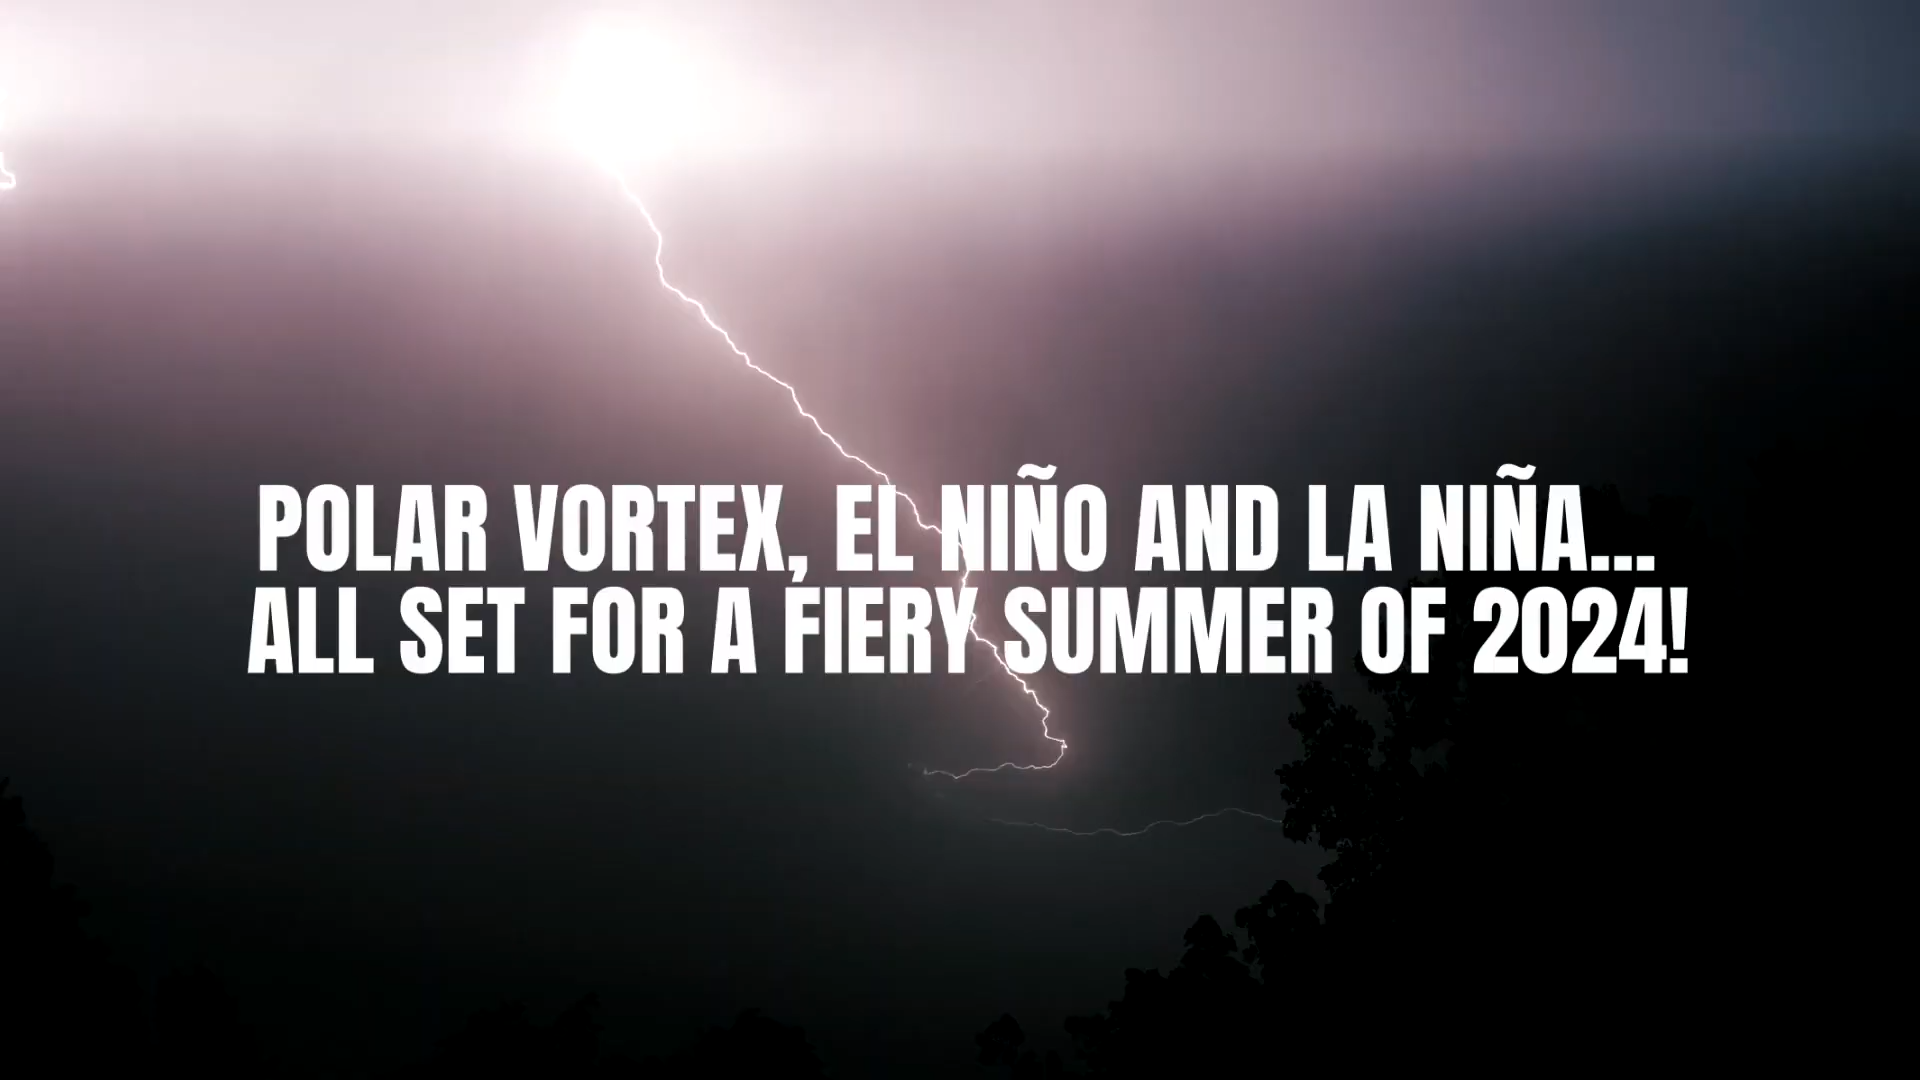 POLAR VORTEX, EL NIÑO AND LA NIÑA...
ALL SET FOR A FIERY SUMMER OF 2024!